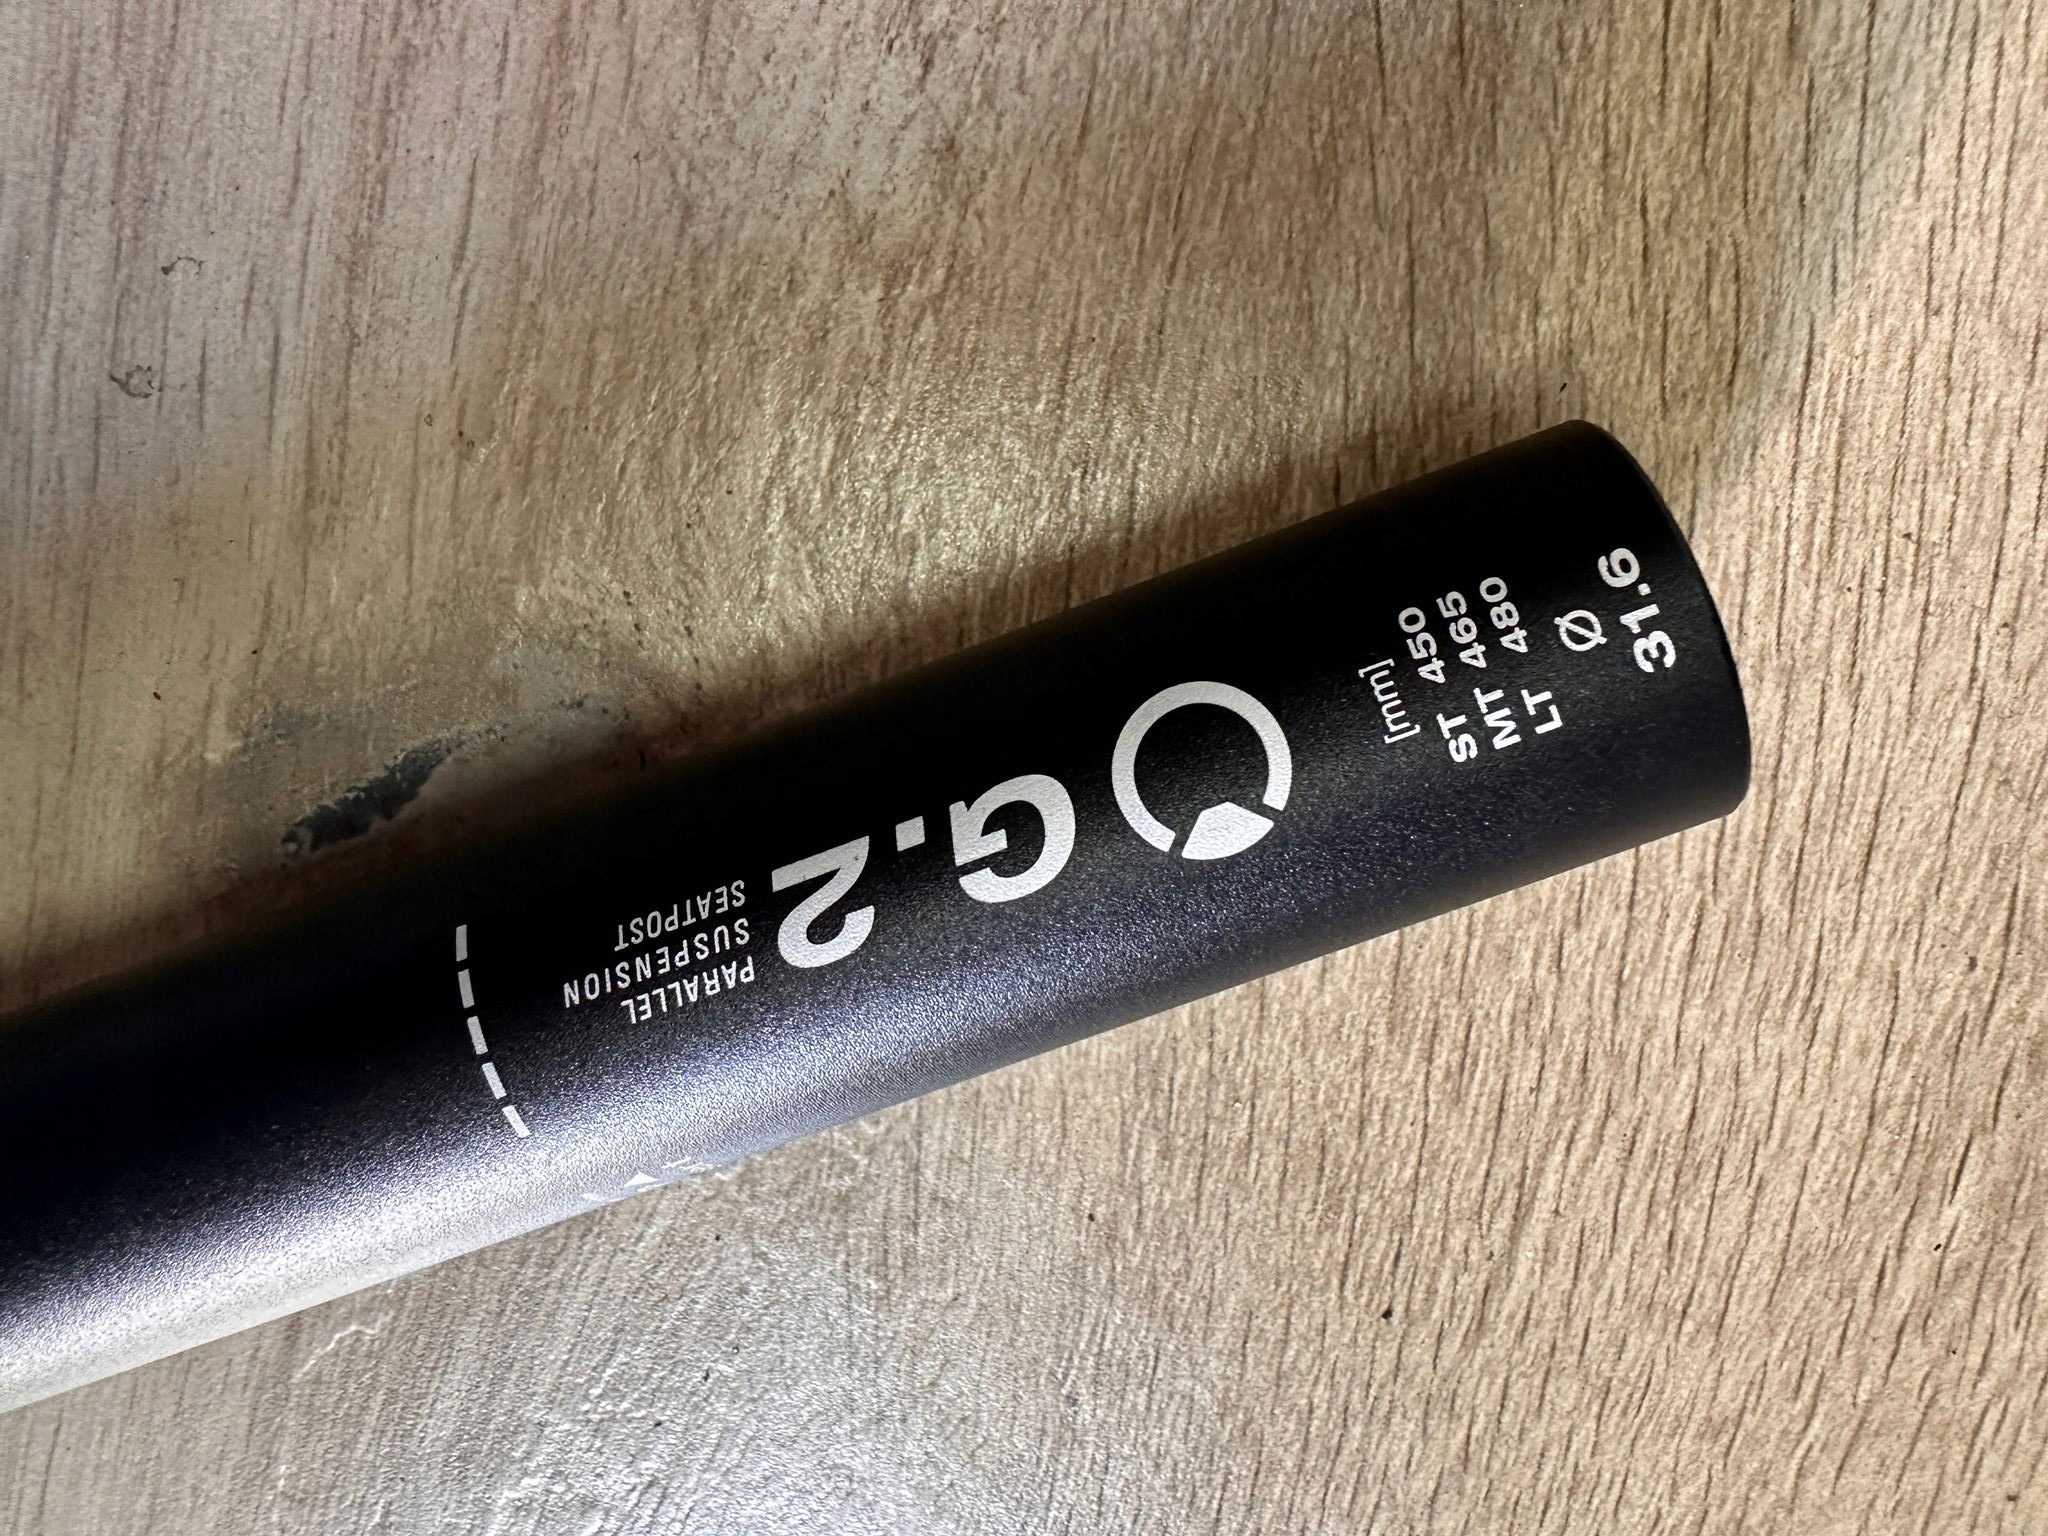 G.2
PARALLEL
SUSPENSION
SEATPOST
[mm]
ST 450
MT 465
LT 480
Ø
31.6